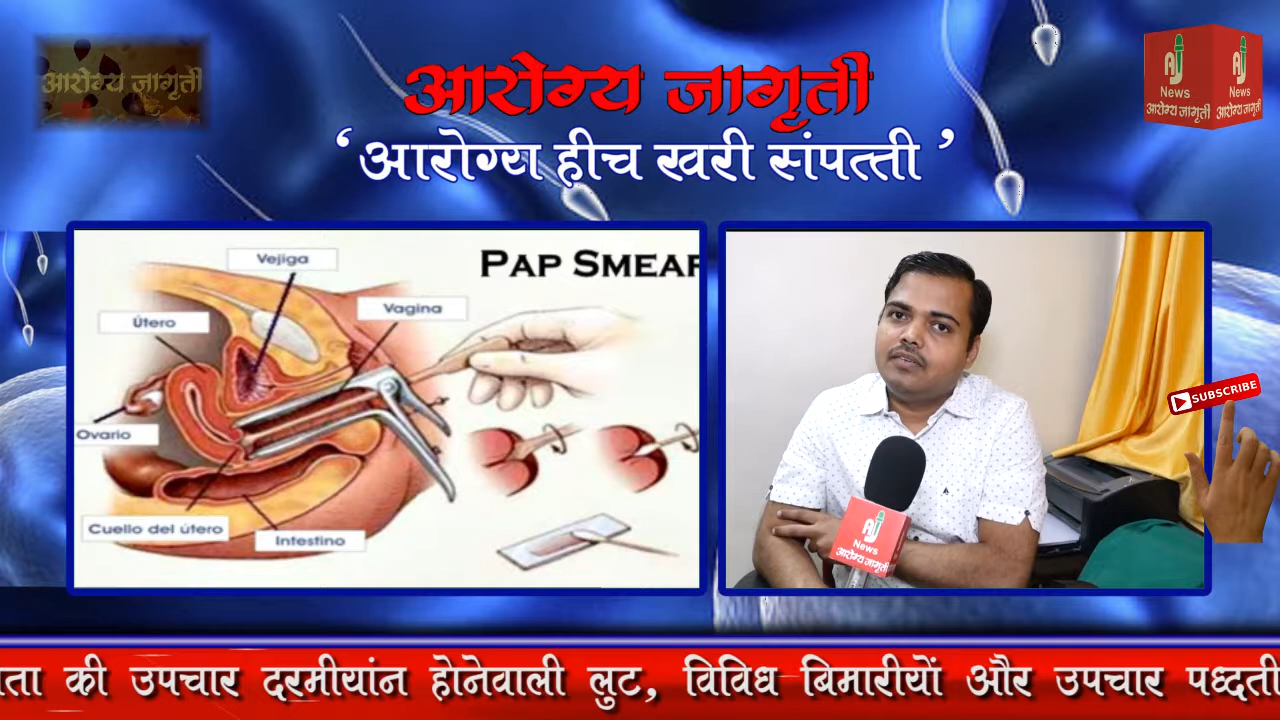 आरोग्य जागृती
आरोग्य जागृती
‘आरोग्य हीच खरी संपत्ती ’
AJ
News
आरोग्य जागृती
AJ
News
आरोग्य जागृती
PAP SMEAR
Vejiga
Vagina
Útero
Ovario
Cuello del útero
Intestino
SUBSCRIBE
AJ
News
आरोग्य जागृती
ता की उपचार दरमीयांन होनेवाली लुट, विविध बिमारीयों और उपचार पध्दती